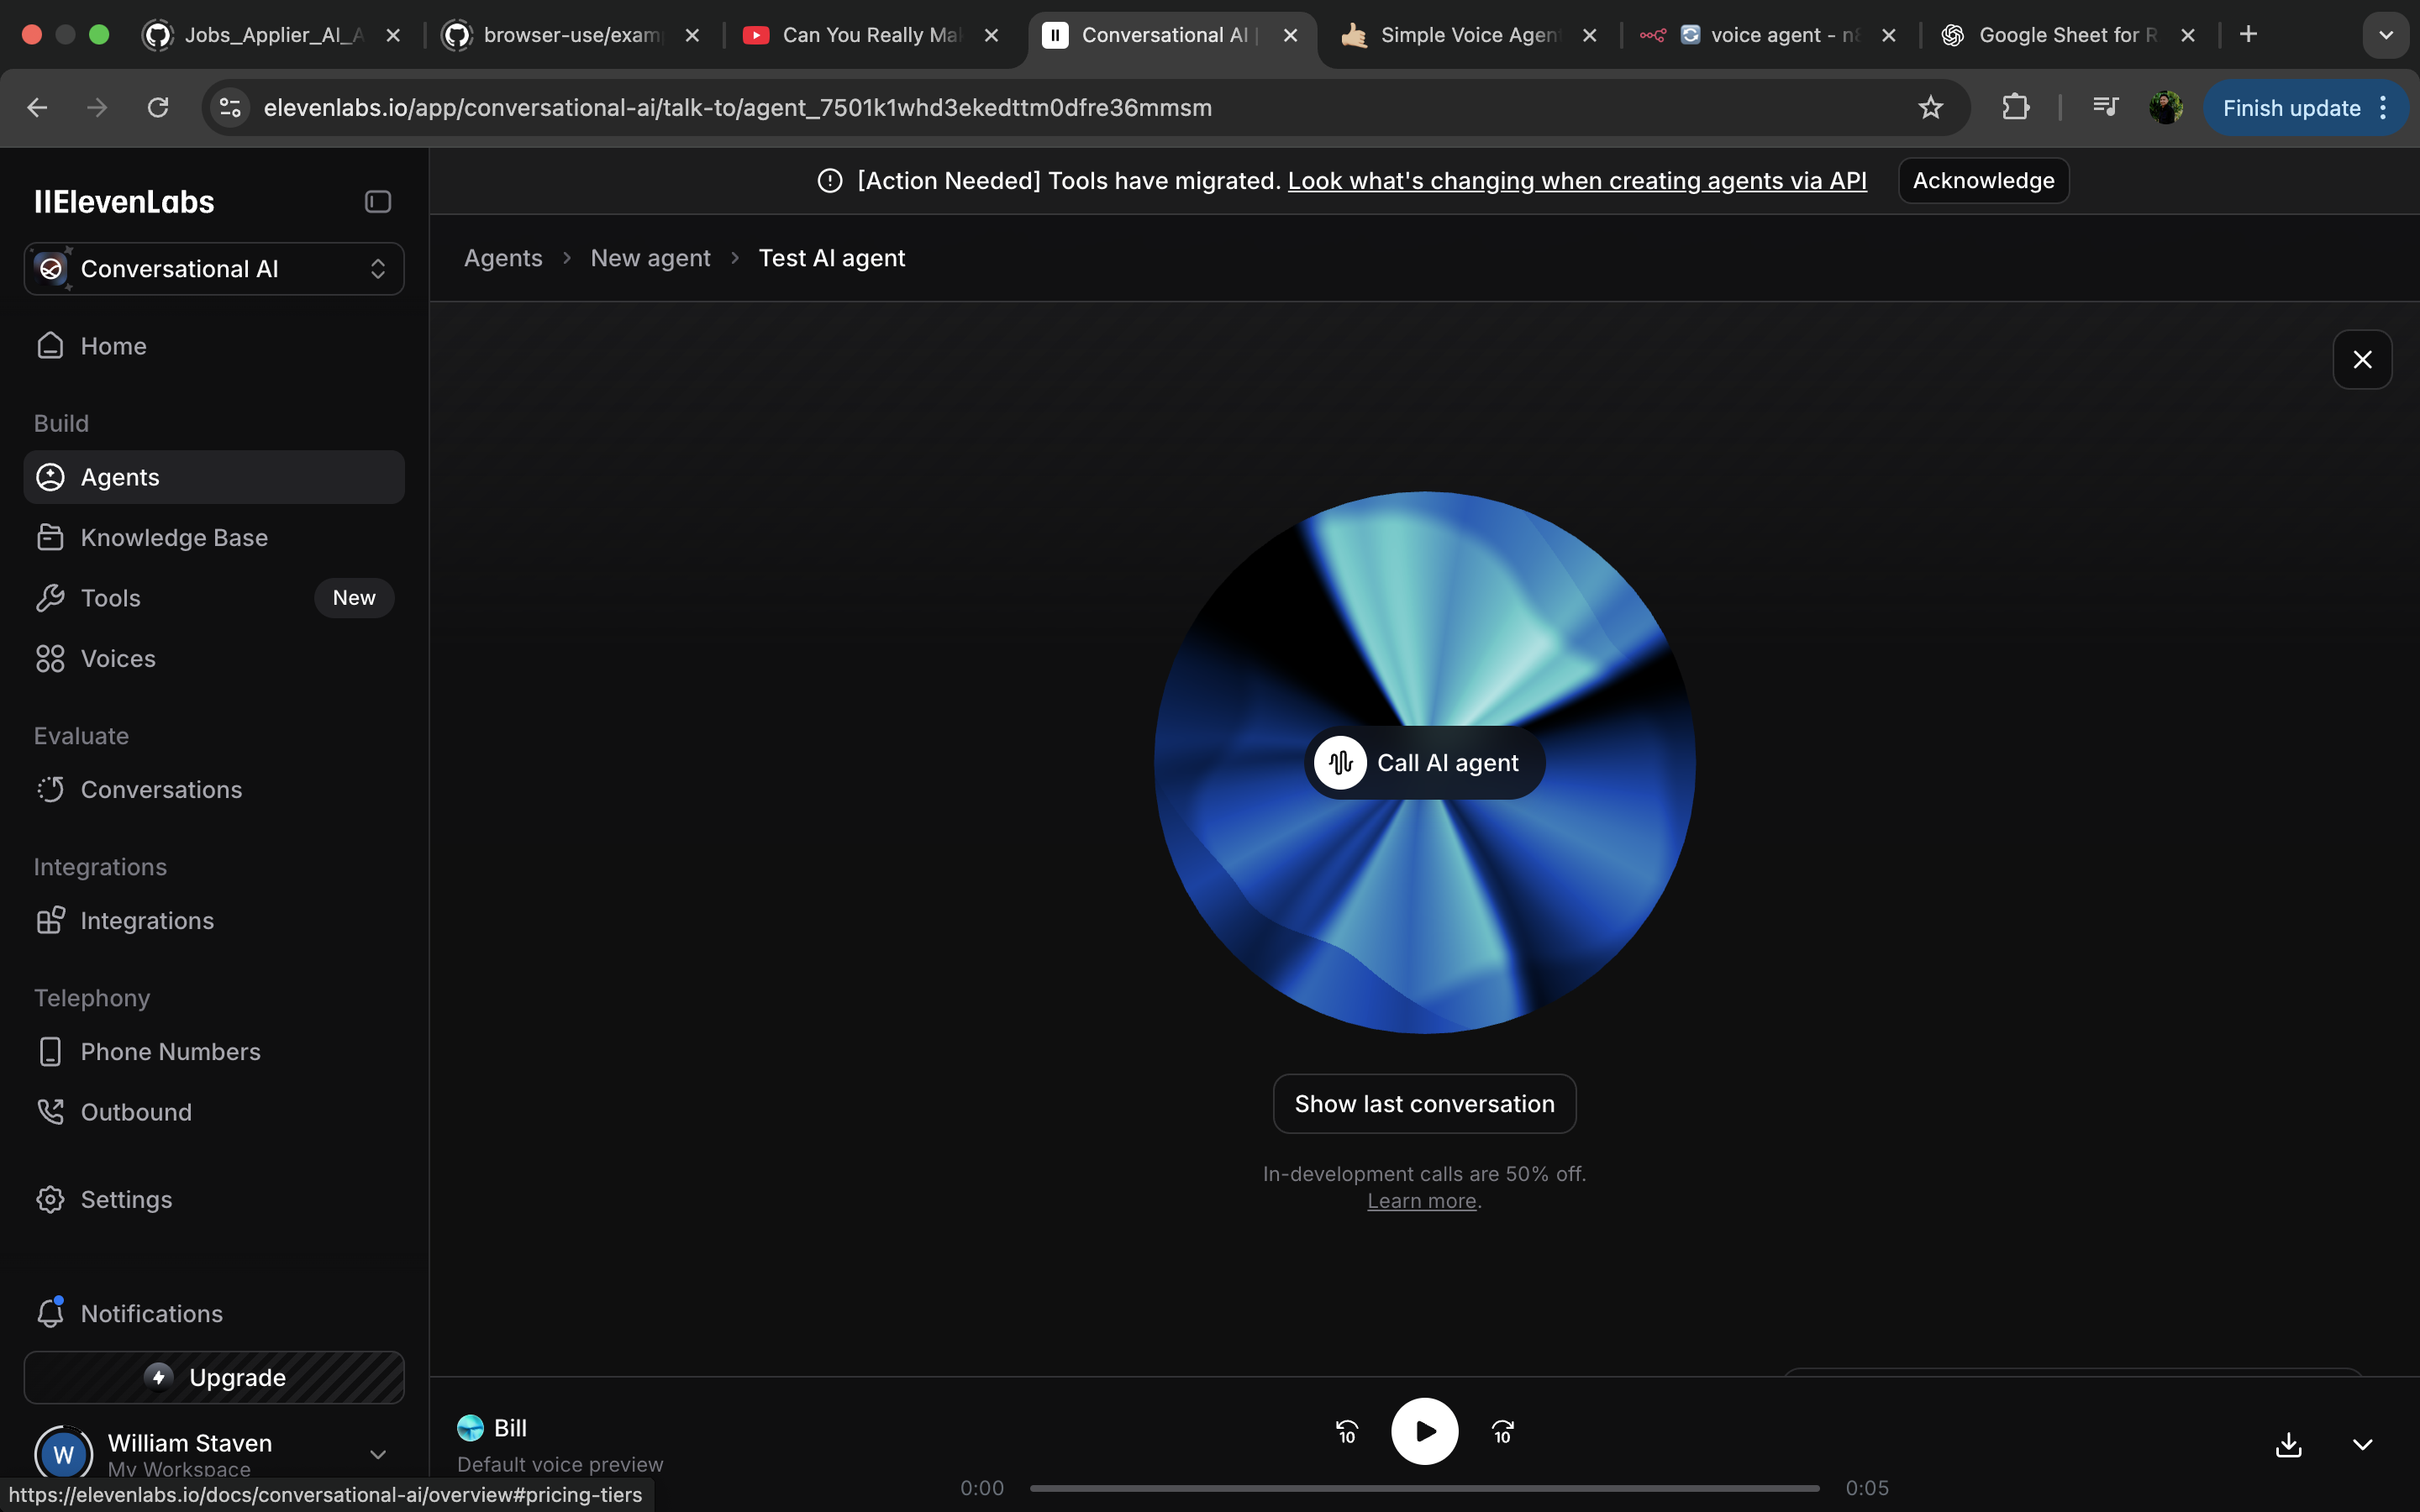 Jobs_Applier_AI_A
browser-use/exam
Can You Really Ma
Conversational AI |
Simple Voice Agen
voice agent - n8
Google Sheet for R
elevenlabs.io/app/conversational-ai/talk-to/agent_7501k1whd3ekedttm0dfre36mmsm
Finish update
[Action Needed] Tools have migrated. Look what's changing when creating agents via API
Acknowledge
IIElevenLabs
Conversational AI
Home
Build
Agents
Knowledge Base
Tools
New
Voices
Evaluate
Conversations
Integrations
Integrations
Telephony
Phone Numbers
Outbound
Settings
Notifications
Upgrade
W
William Staven
My Workspace
https://elevenlabs.io/docs/conversational-ai/overview#pricing-tiers
Agents > New agent > Test AI agent
Call AI agent
Show last conversation
In-development calls are 50% off.
Learn more.
Bill
Default voice preview
10
10
0:00
0:05